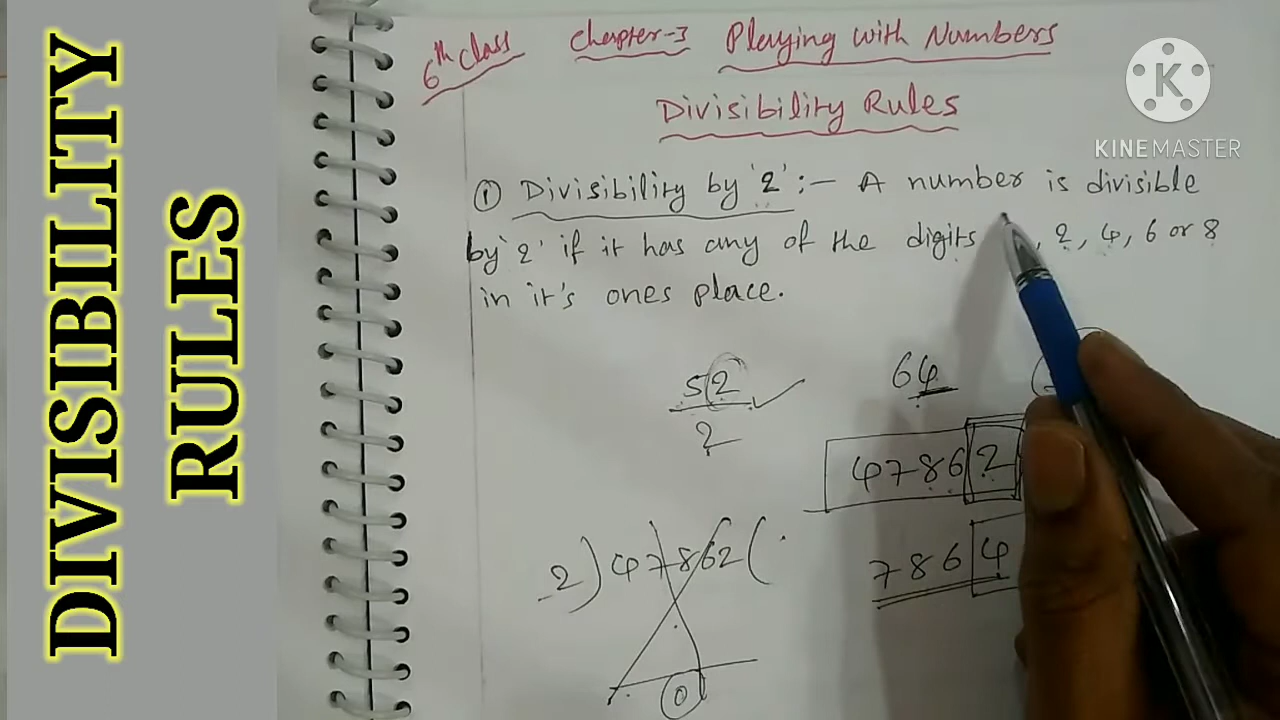 DIVISIBILITY
RULES
6th class Chapter-3 Playing with Numbers
KINEMASTER
Divisibility Rules
① Divisibility by '2' :- A number is divisible
by '2' if it has any of the digits , 2, 4, 6 or 8
in it's ones place.
52
2
64
47862
2) 47862 (
7864
0